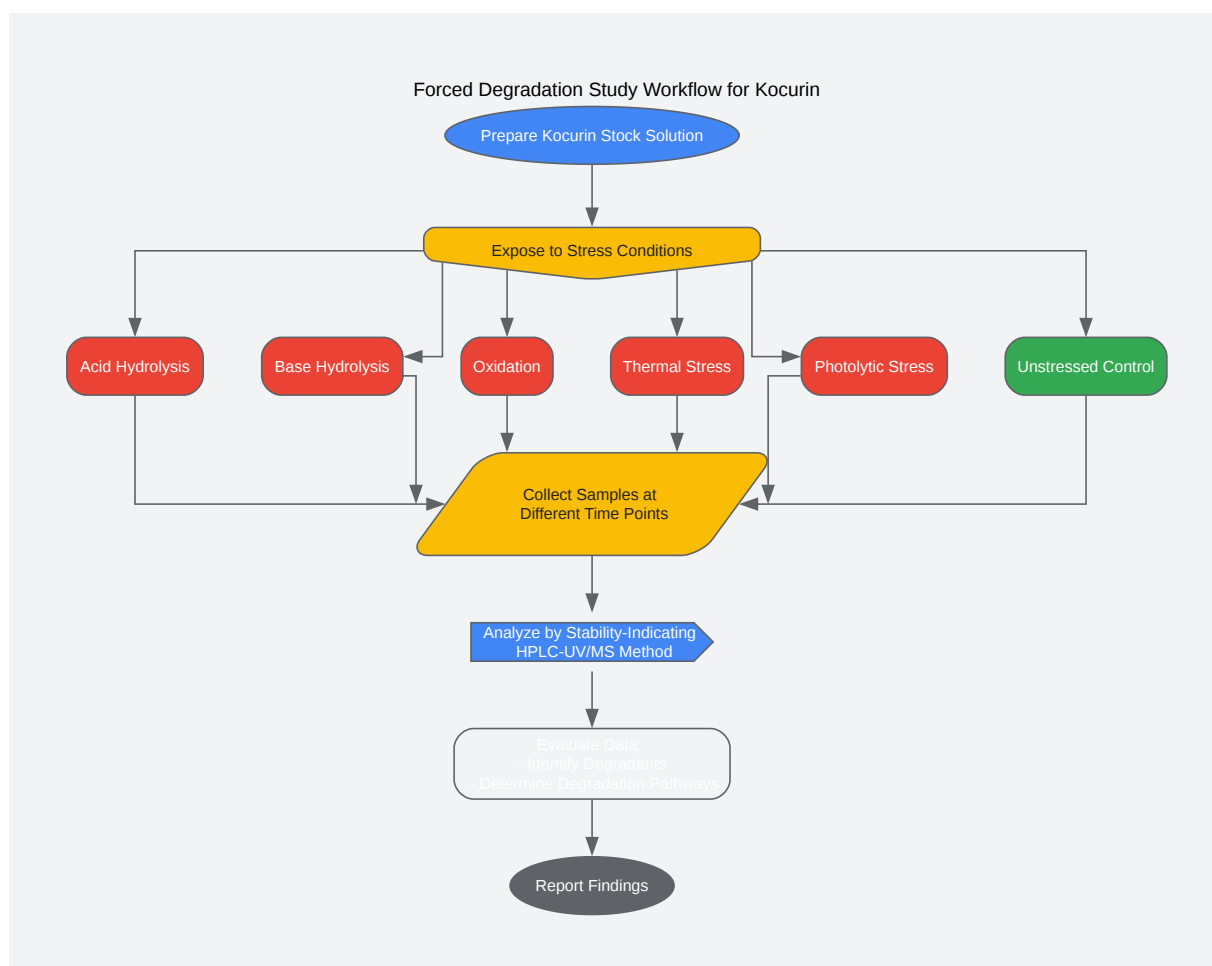 Forced Degradation Study Workflow for Kocurin
Prepare Kocurin Stock Solution
Expose to Stress Conditions
Acid Hydrolysis
Base Hydrolysis
Oxidation
Thermal Stress
Photolytic Stress
Unstressed Control
Collect Samples at
Different Time Points
Analyze by Stability-Indicating
HPLC-UV/MS Method
Evaluate Data:
- Identify Degradants
- Determine Degradation Pathways
Report Findings